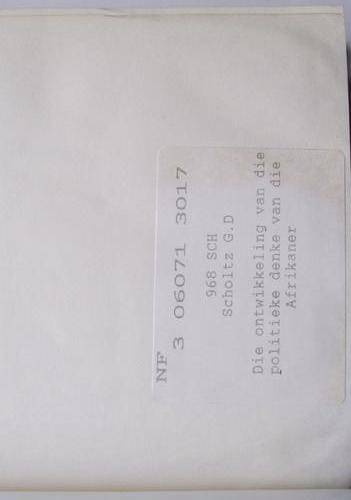 NF
3 06071 3017
968 SCH
Scholtz G.D
Die ontwikkeling van die
politieke denke van die
Afrikaner